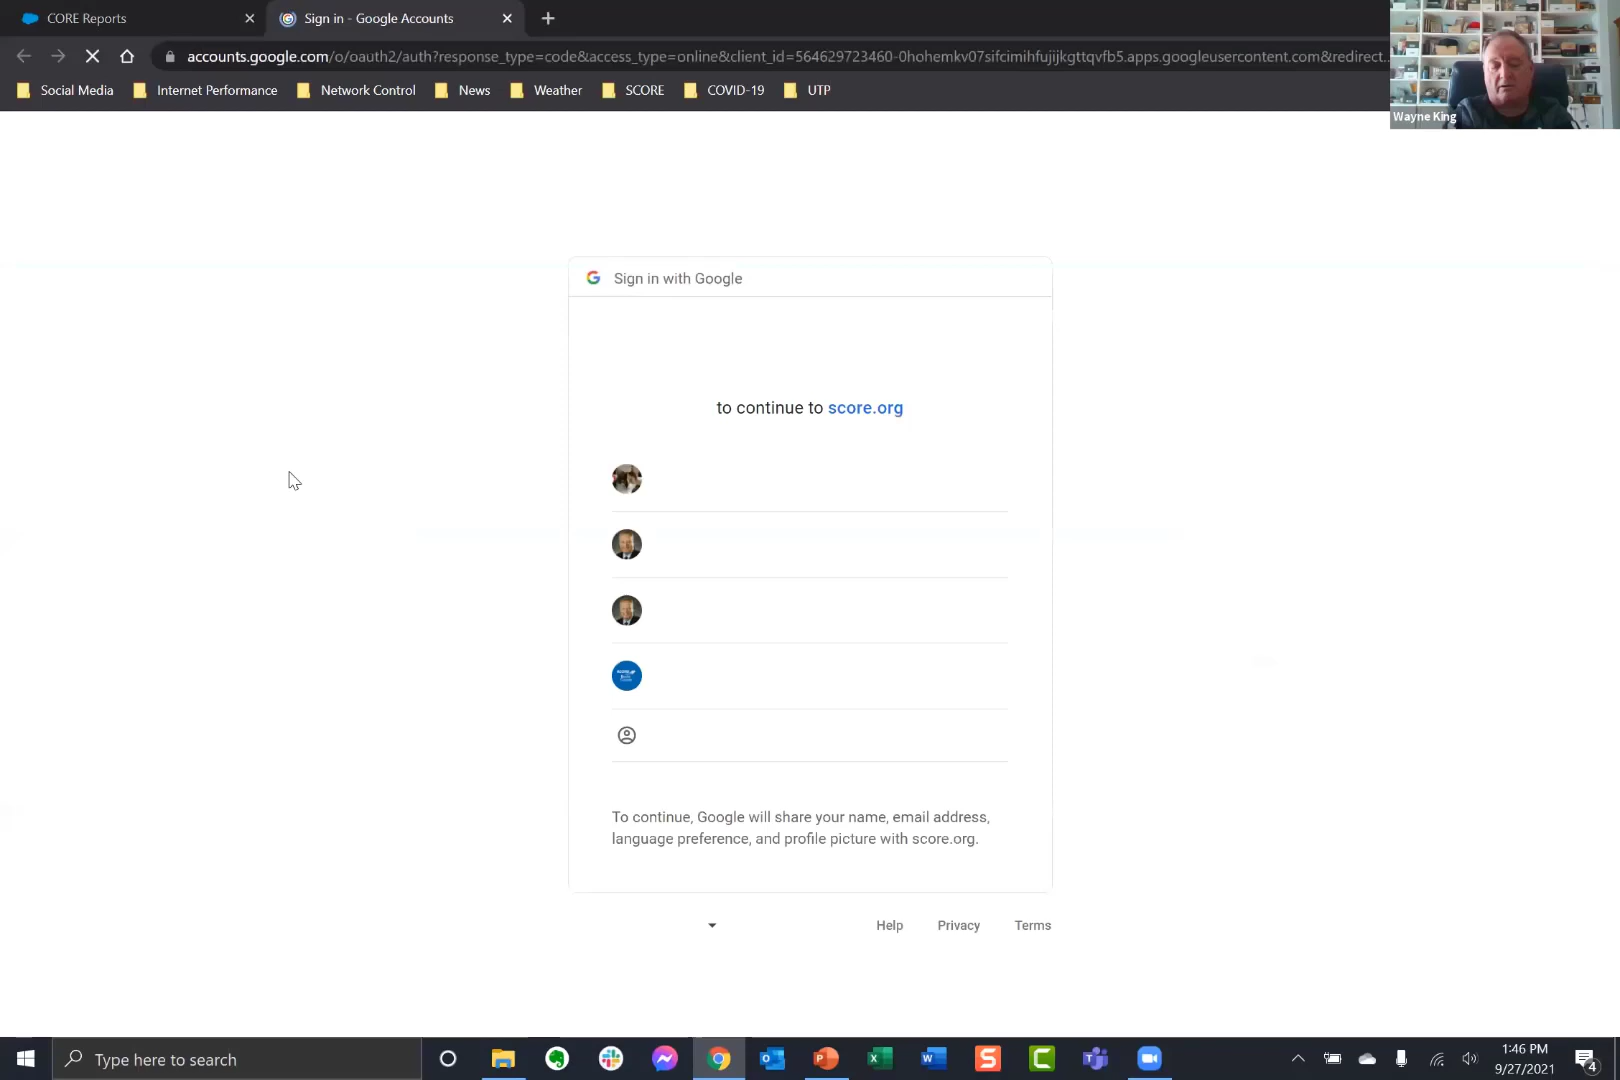 CORE Reports
Sign in - Google Accounts
accounts.google.com/o/oauth2/auth?response_type=code&access_type=online&client_id=564629723460-0hohemkv07sifcimihfujijkgttqvfb5.apps.googleusercontent.com&redirect...
Social Media
Internet Performance
Network Control
News
Weather
SCORE
COVID-19
UTP
Wayne King
Sign in with Google
to continue to score.org
To continue, Google will share your name, email address,
language preference, and profile picture with score.org.
Help
Privacy
Terms
Type here to search
1:46 PM
9/27/2021
4